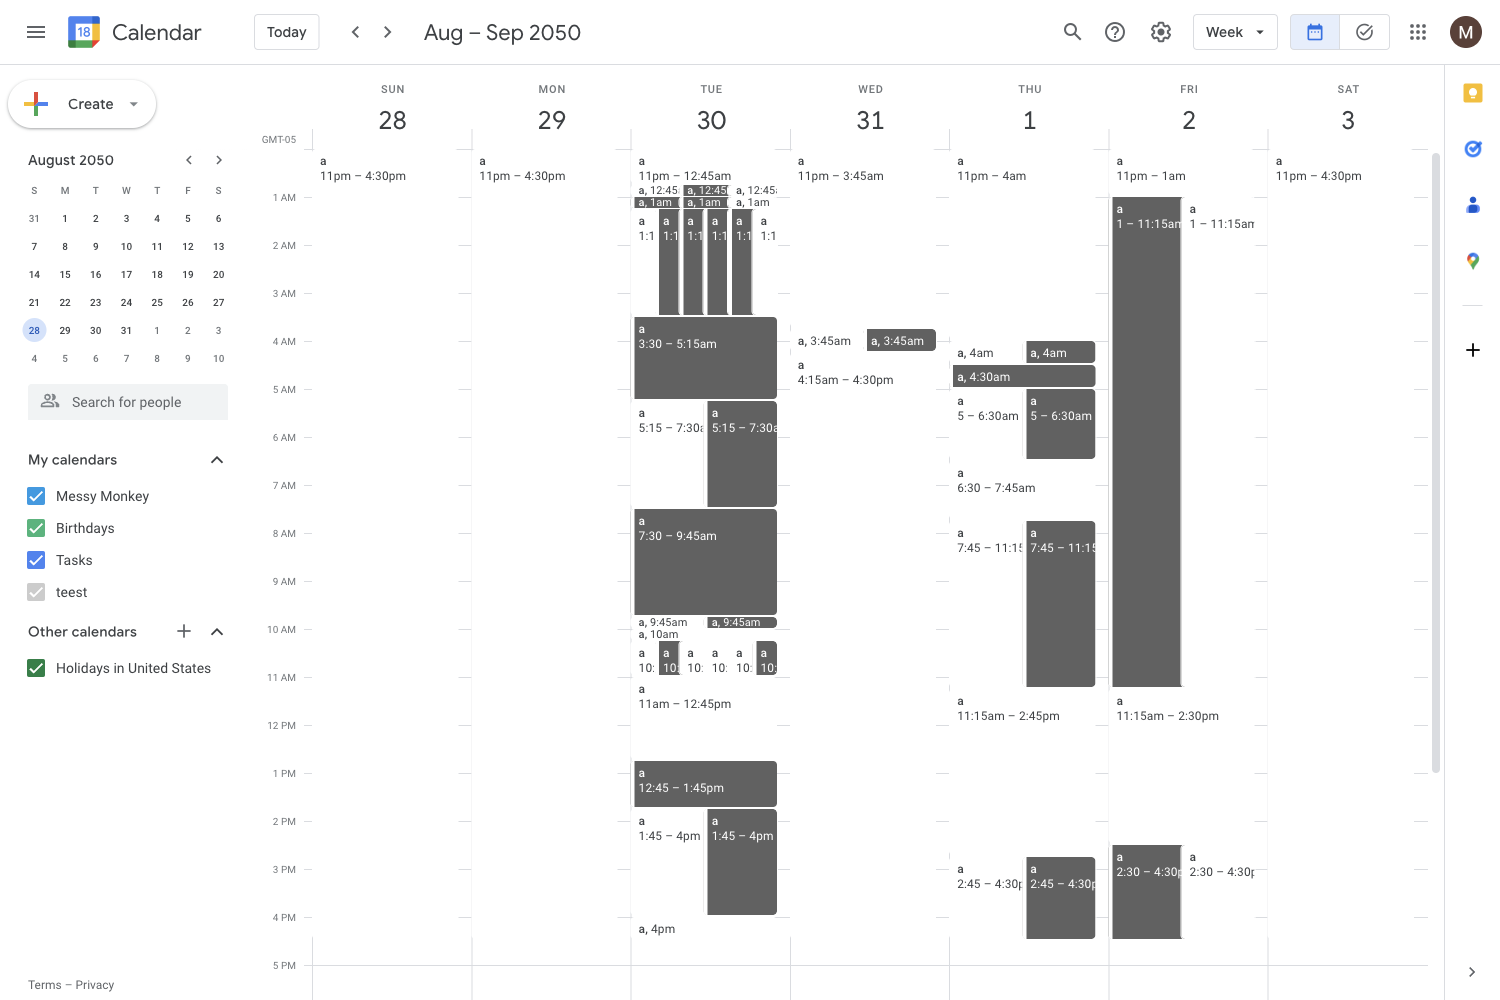 18 Calendar
Today
Aug – Sep 2050
Week
M
Create
August 2050
S M T W T F S
31 1 2 3 4 5 6
7 8 9 10 11 12 13
14 15 16 17 18 19 20
21 22 23 24 25 26 27
28 29 30 31 1 2 3
4 5 6 7 8 9 10
Search for people
My calendars
Messy Monkey
Birthdays
Tasks
teest
Other calendars
Holidays in United States
Terms – Privacy
GMT-05
1 AM
2 AM
3 AM
4 AM
5 AM
6 AM
7 AM
8 AM
9 AM
10 AM
11 AM
12 PM
1 PM
2 PM
3 PM
4 PM
5 PM
SUN
28
a
11pm – 4:30pm
MON
29
a
11pm – 4:30pm
TUE
30
a
11pm – 12:45am
a, 12:45 a, 12:45 a, 12:45
a, 1am a, 1am a, 1am
a a a a a a
1:1 1:1 1:1 1:1 1:1 1:1
a
3:30 – 5:15am
a a
5:15 – 7:30a 5:15 – 7:30a
a
7:30 – 9:45am
a, 9:45am a, 9:45am
a, 10am
a a a a a a
10: 10: 10: 10: 10: 10:
a
11am – 12:45pm
a
12:45 – 1:45pm
a a
1:45 – 4pm 1:45 – 4pm
a, 4pm
WED
31
a
11pm – 3:45am
a, 3:45am a, 3:45am
a
4:15am – 4:30pm
THU
1
a
11pm – 4am
a, 4am a, 4am
a, 4:30am
a a
5 – 6:30am 5 – 6:30am
a
6:30 – 7:45am
a a
7:45 – 11:15 7:45 – 11:15
a
11:15am – 2:45pm
a a
2:45 – 4:30p 2:45 – 4:30p
FRI
2
a
11pm – 1am
a a
1 – 11:15am 1 – 11:15am
a
11:15am – 2:30pm
a a
2:30 – 4:30p 2:30 – 4:30p
SAT
3
a
11pm – 4:30pm